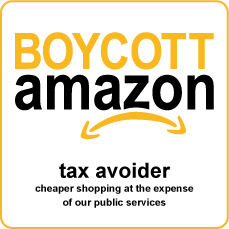 BOYCOTT
amazon
tax avoider
cheaper shopping at the expense
of our public services